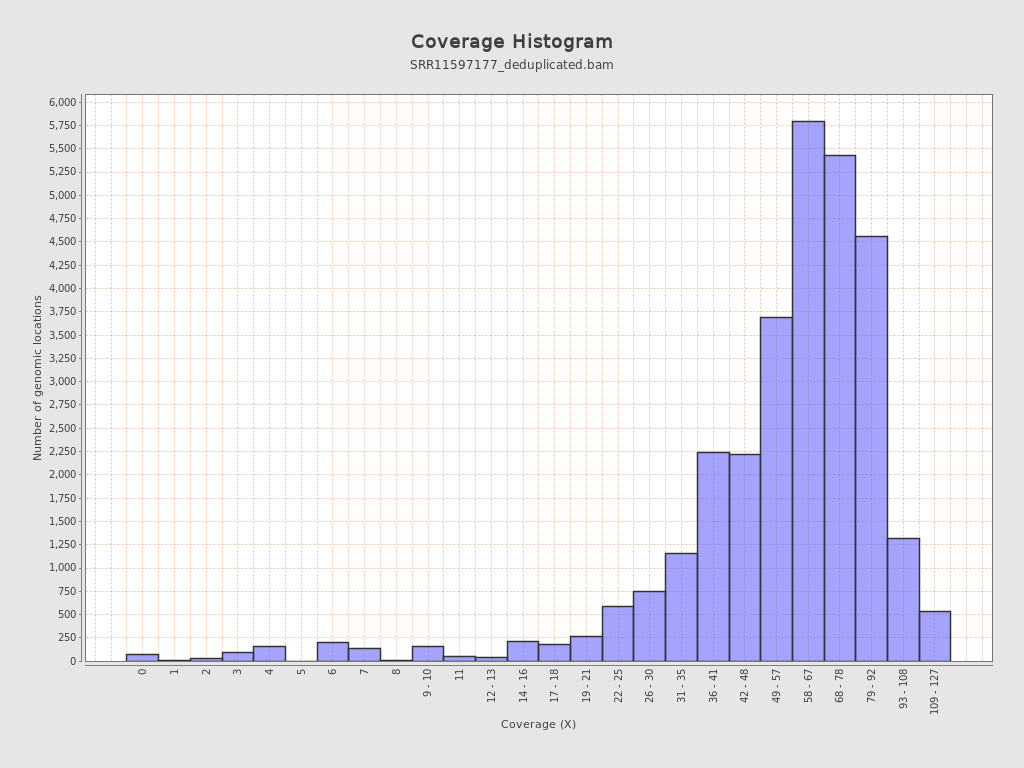 Coverage Histogram
SRR11597177_deduplicated.bam
Number of genomic locations
6,000
5,750
5,500
5,250
5,000
4,750
4,500
4,250
4,000
3,750
3,500
3,250
3,000
2,750
2,500
2,250
2,000
1,750
1,500
1,250
1,000
750
500
250
0
0
1
2
3
4
5
6
7
8
9 - 10
11
12 - 13
14 - 16
17 - 18
19 - 21
22 - 25
26 - 30
31 - 35
36 - 41
42 - 48
49 - 57
58 - 67
68 - 78
79 - 92
93 - 108
109 - 127
Coverage (X)